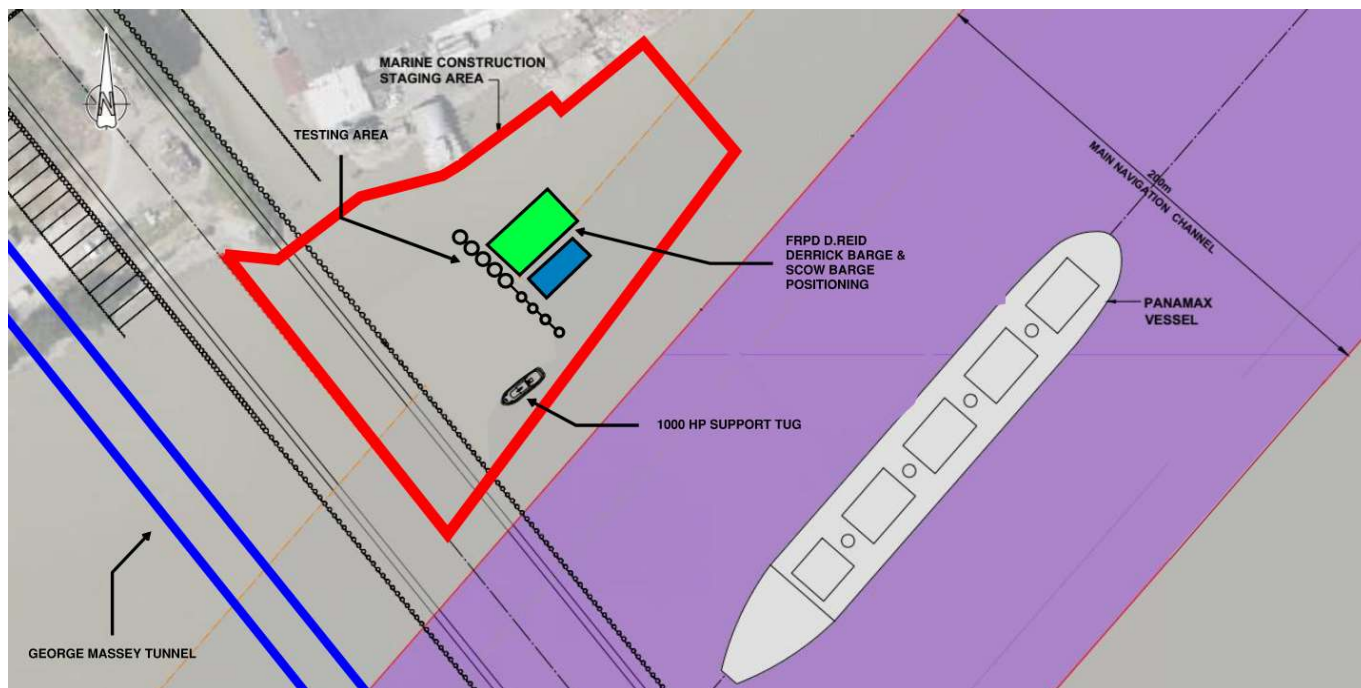 N
MARINE CONSTRUCTION
STAGING AREA
TESTING AREA
200m
MAIN NAVIGATION CHANNEL
FRPD D.REID
DERRICK BARGE &
SCOW BARGE
POSITIONING
PANAMAX
VESSEL
1000 HP SUPPORT TUG
GEORGE MASSEY TUNNEL